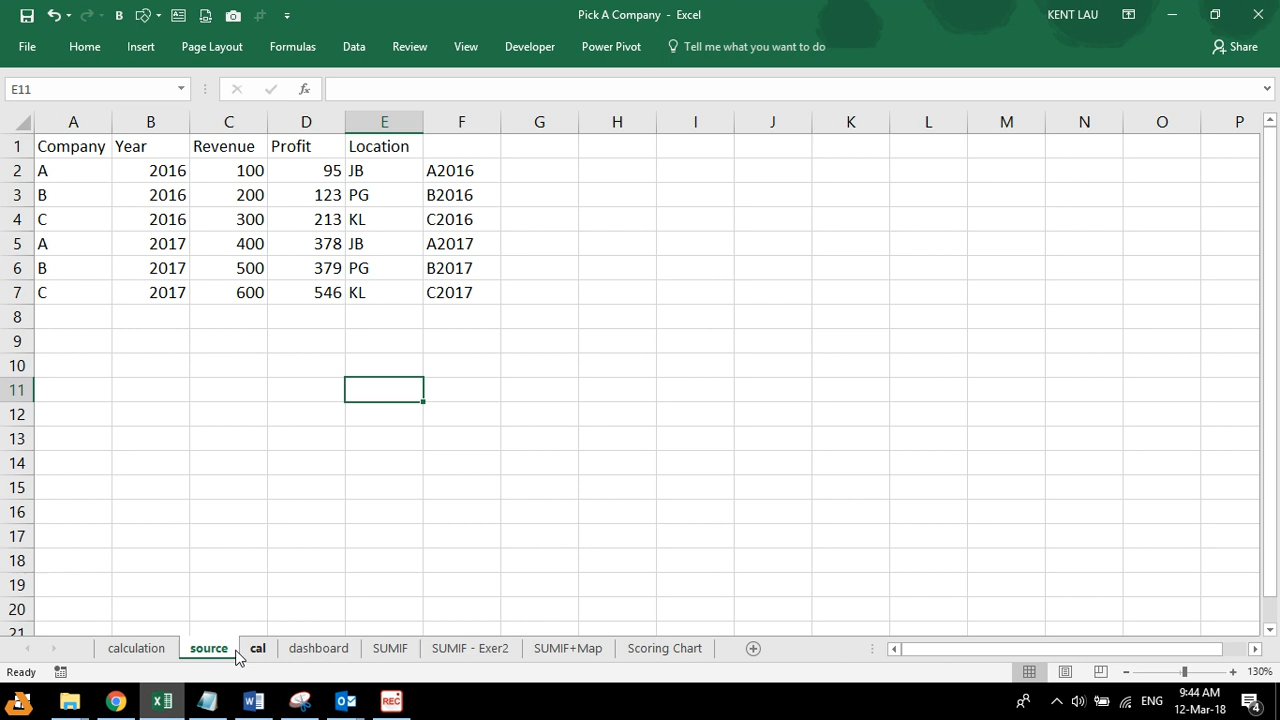 B
Pick A Company - Excel
KENT LAU
File Home Insert Page Layout Formulas Data Review View Developer Power Pivot Tell me what you want to do Share
E11 fx
A B C D E F G H I J K L M N O P
1 Company Year Revenue Profit Location
2 A 2016 100 95 JB A2016
3 B 2016 200 123 PG B2016
4 C 2016 300 213 KL C2016
5 A 2017 400 378 JB A2017
6 B 2017 500 379 PG B2017
7 C 2017 600 546 KL C2017
8
9
10
11
12
13
14
15
16
17
18
19
20
21
calculation source cal dashboard SUMIF SUMIF - Exer2 SUMIF+Map Scoring Chart
Ready 130%
REC ENG 9:44 AM
12-Mar-18 4